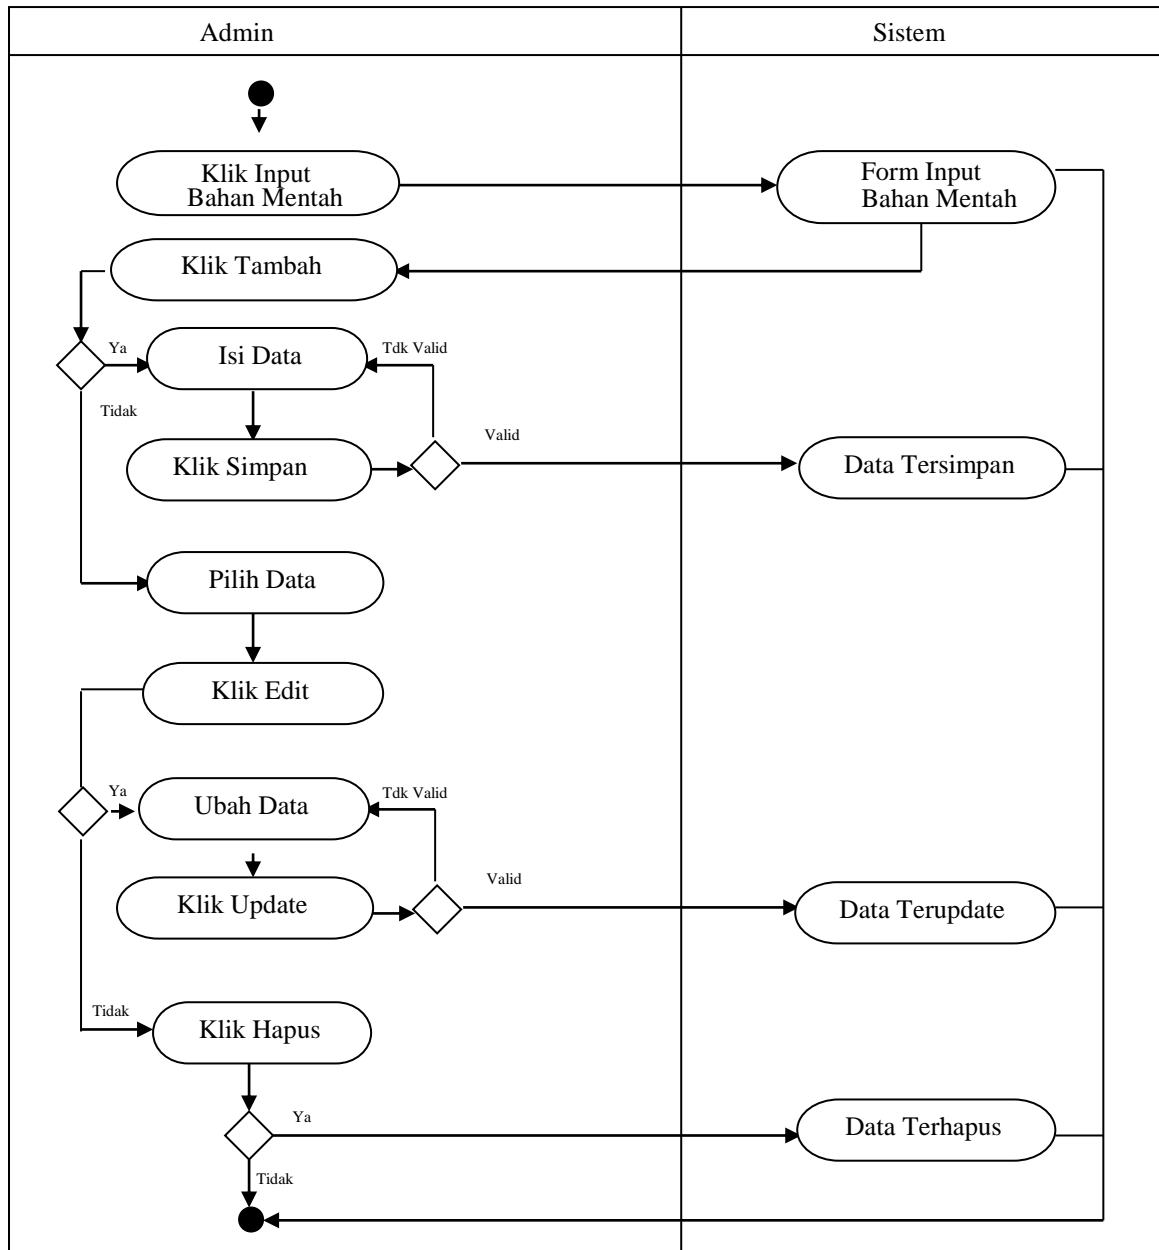 Admin
Sistem
Klik Input
Bahan Mentah
Form Input
Bahan Mentah
Klik Tambah
Ya
Isi Data
Tdk Valid
Tidak
Klik Simpan
Valid
Data Tersimpan
Pilih Data
Klik Edit
Ya
Ubah Data
Tdk Valid
Klik Update
Valid
Data Terupdate
Tidak
Klik Hapus
Ya
Data Terhapus
Tidak